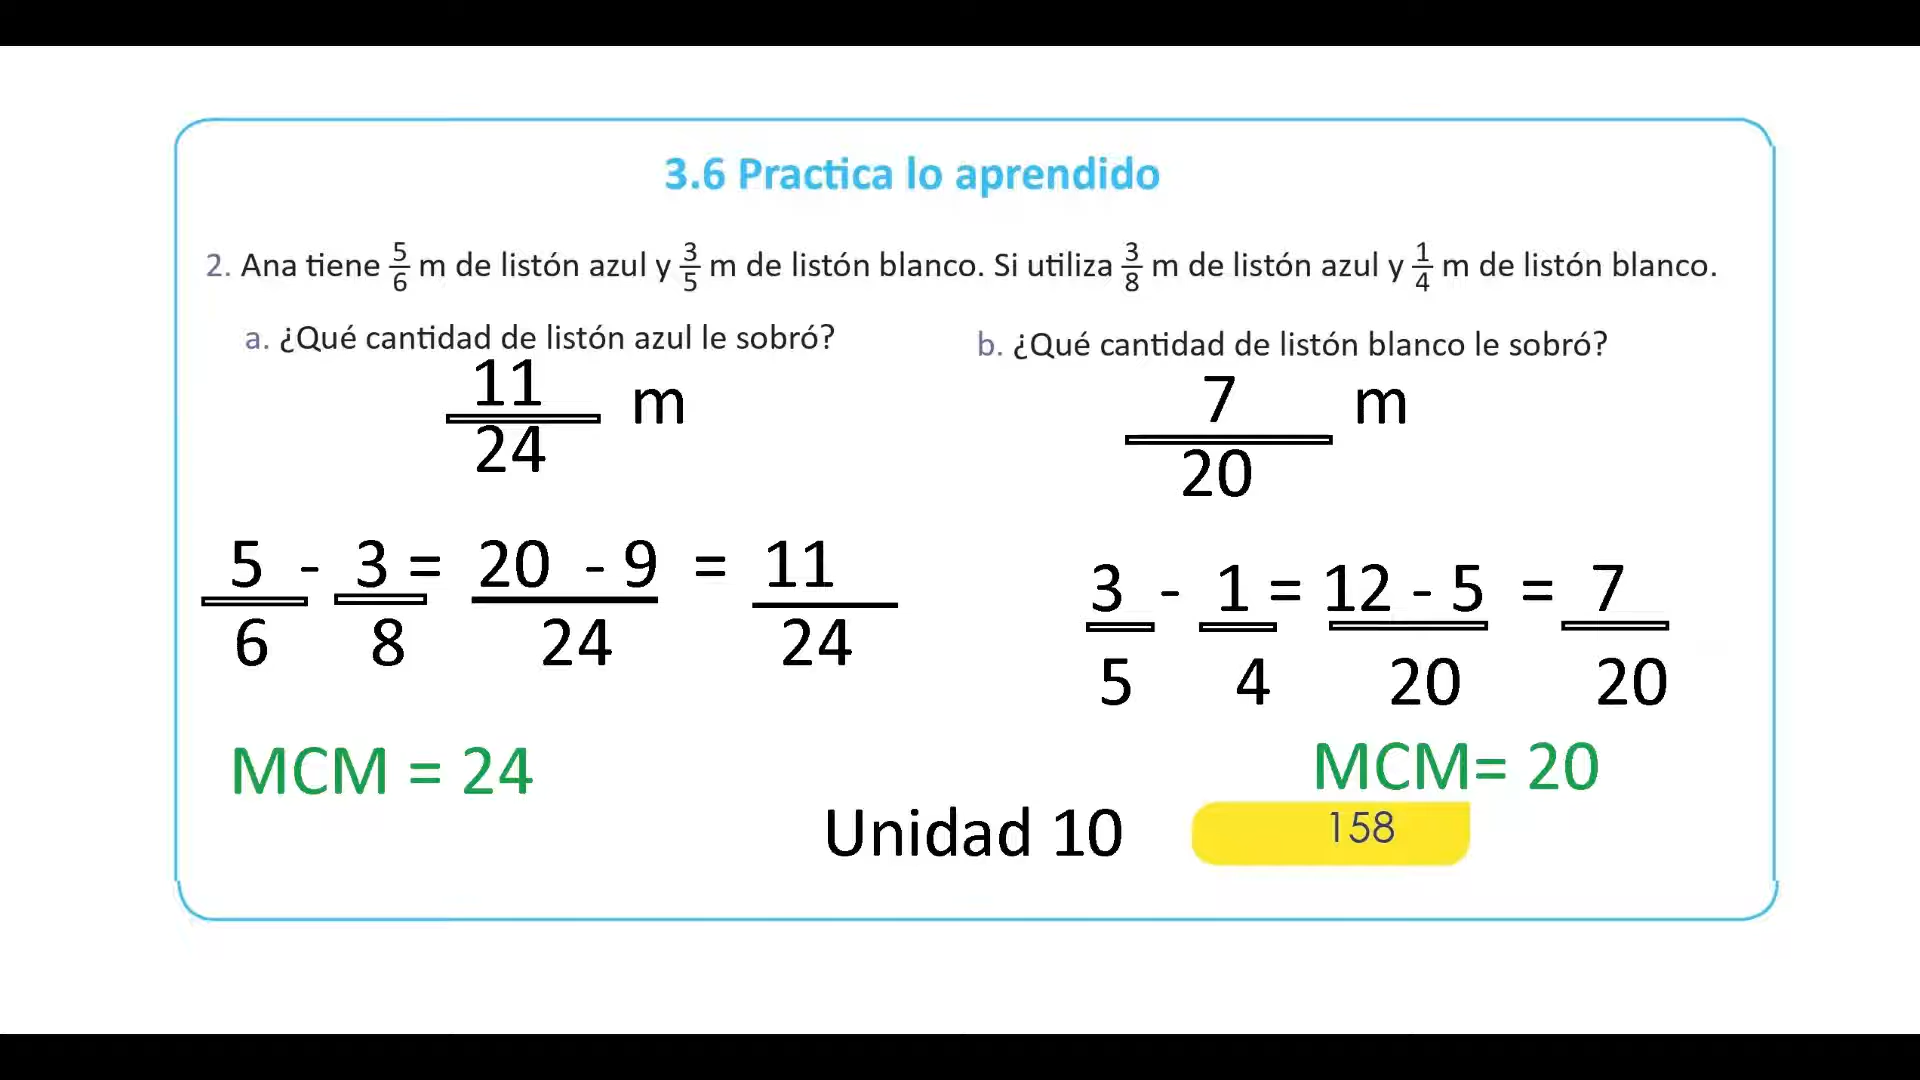 3.6 Practica lo aprendido
2. Ana tiene 5/6 m de listón azul y 3/5 m de listón blanco. Si utiliza 3/8 m de listón azul y 1/4 m de listón blanco.
a. ¿Qué cantidad de listón azul le sobró?
11/24 m
5/6 - 3/8 = 20 - 9/24 = 11/24
MCM = 24
b. ¿Qué cantidad de listón blanco le sobró?
7/20 m
3/5 - 1/4 = 12 - 5/20 = 7/20
MCM= 20
Unidad 10
158